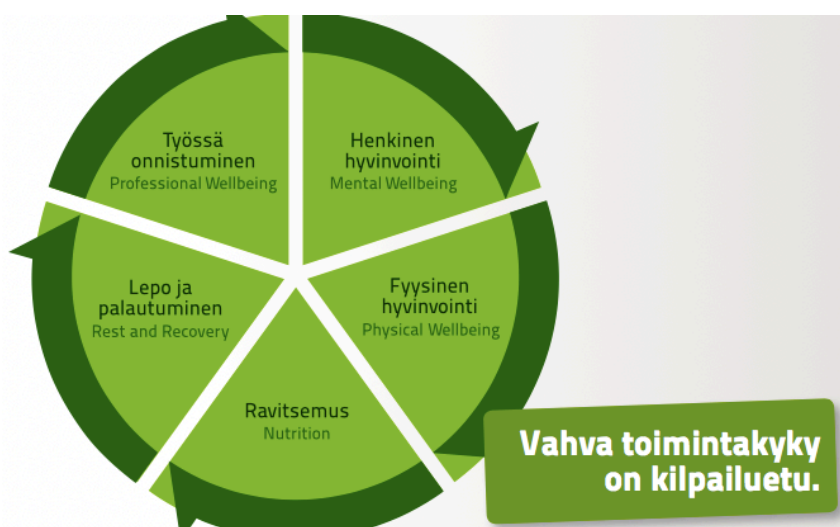 Työssä
onnistuminen
Professional Wellbeing
Henkinen
hyvinvointi
Mental Wellbeing
Lepo ja
palautuminen
Rest and Recovery
Fyysinen
hyvinvointi
Physical Wellbeing
Ravitsemus
Nutrition
Vahva toimintakyky
on kilpailuetu.